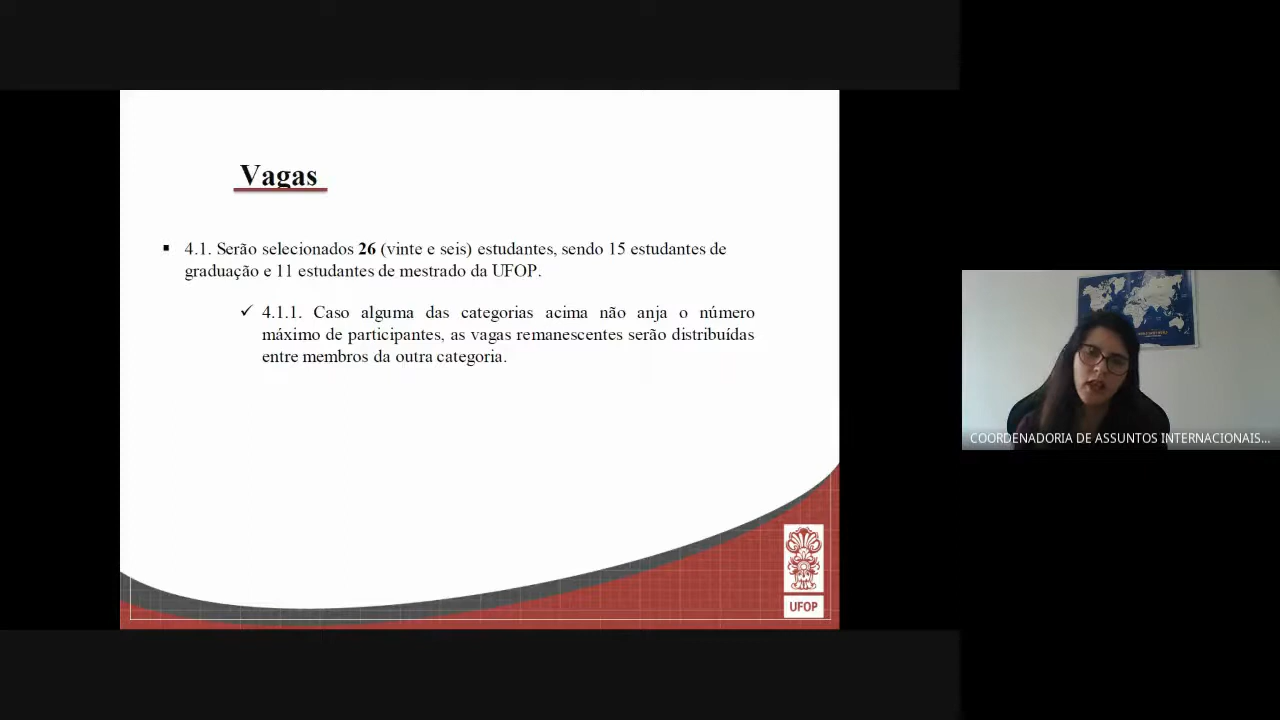 Vagas
▪ 4.1. Serão selecionados 26 (vinte e seis) estudantes, sendo 15 estudantes de
graduação e 11 estudantes de mestrado da UFOP.
✓ 4.1.1. Caso alguma das categorias acima não anja o número
máximo de participantes, as vagas remanescentes serão distribuídas
entre membros da outra categoria.
COORDENADORIA DE ASSUNTOS INTERNACIONAIS...
UFOP